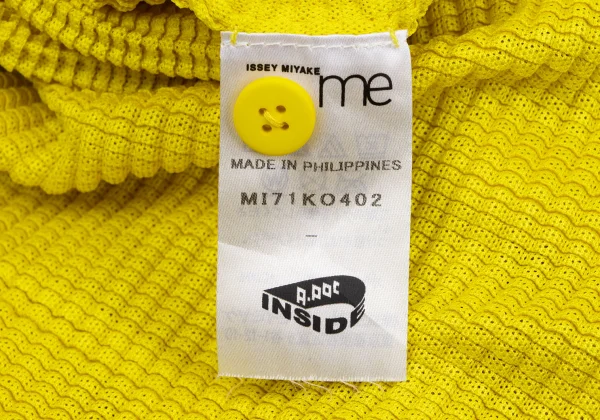 ISSEY MIYAKE
me
MADE IN PHILIPPINES
MI71KO402
–
A.POC
INSIDE